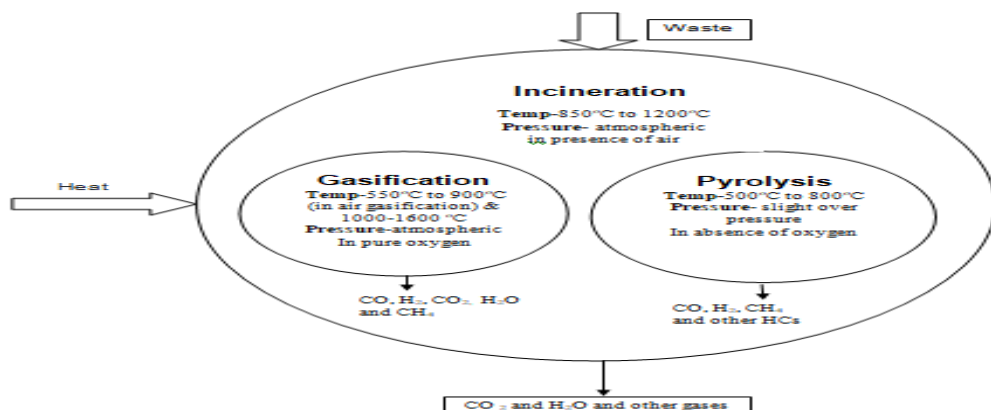 Waste
Incineration
Temp-850°C to 1200°C
Pressure- atmospheric
in presence of air
Heat
Gasification
Temp-550°C to 900°C
(in air gasification) &
1000-1600 °C
Pressure-atmospheric
In pure oxygen
Pyrolysis
Temp-500°C to 800°C
Pressure- slight over
pressure
In absence of oxygen
CO, H₂, CO₂, H₂O
and CH₄
CO, H₂, CH₄
and other HCs
CO ₂ and H₂O and other gases